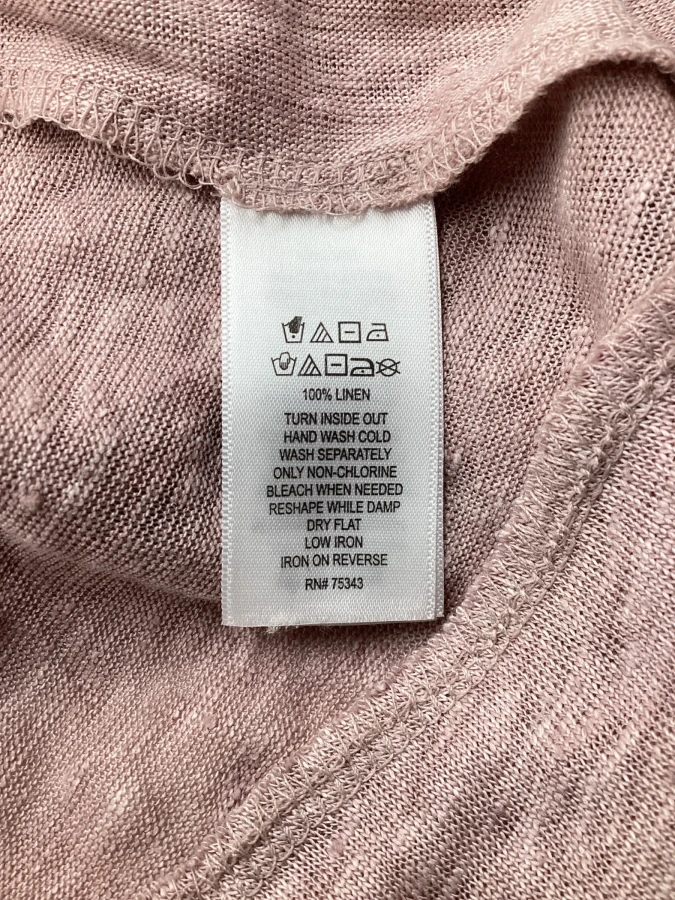 100% LINEN
TURN INSIDE OUT
HAND WASH COLD
WASH SEPARATELY
ONLY NON-CHLORINE
BLEACH WHEN NEEDED
RESHAPE WHILE DAMP
DRY FLAT
LOW IRON
IRON ON REVERSE
RN# 75343